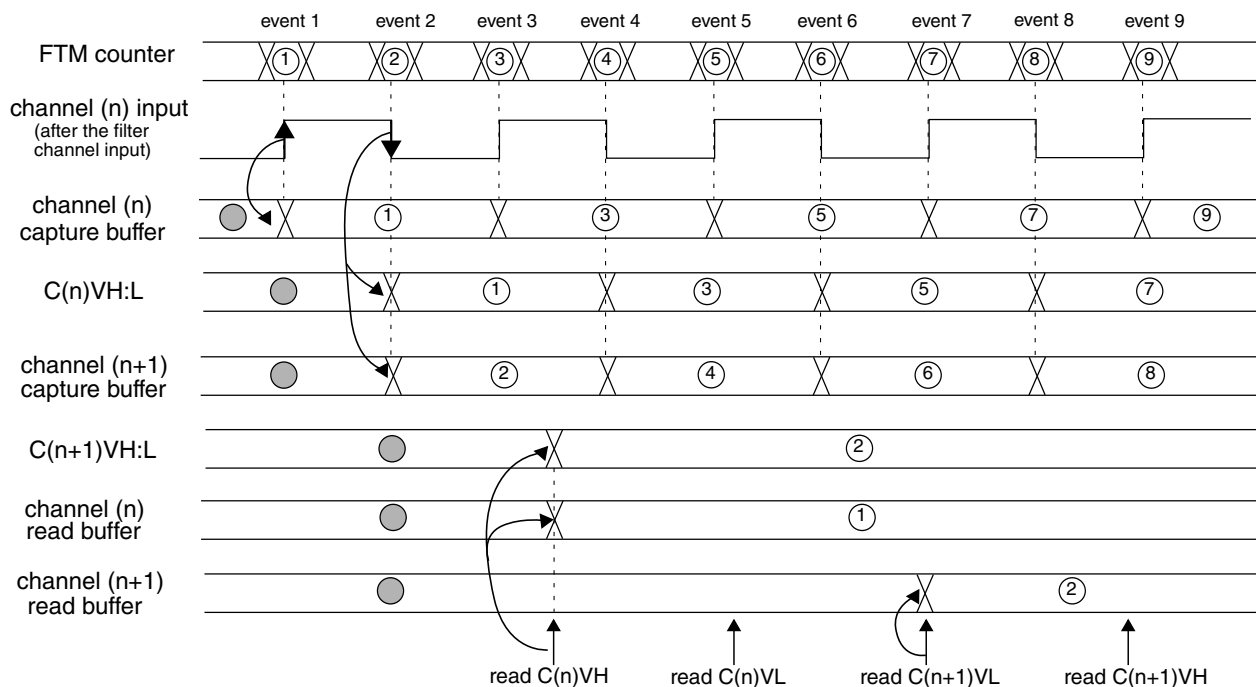 event 1 event 2 event 3 event 4 event 5 event 6 event 7 event 8 event 9
FTM counter 1 2 3 4 5 6 7 8 9
channel (n) input
(after the filter
channel input)
channel (n)
capture buffer
1 3 5 7 9
C(n)VH:L 1 3 5 7
channel (n+1)
capture buffer
2 4 6 8
C(n+1)VH:L 2
channel (n)
read buffer
1
channel (n+1)
read buffer
2
read C(n)VH read C(n)VL read C(n+1)VL read C(n+1)VH